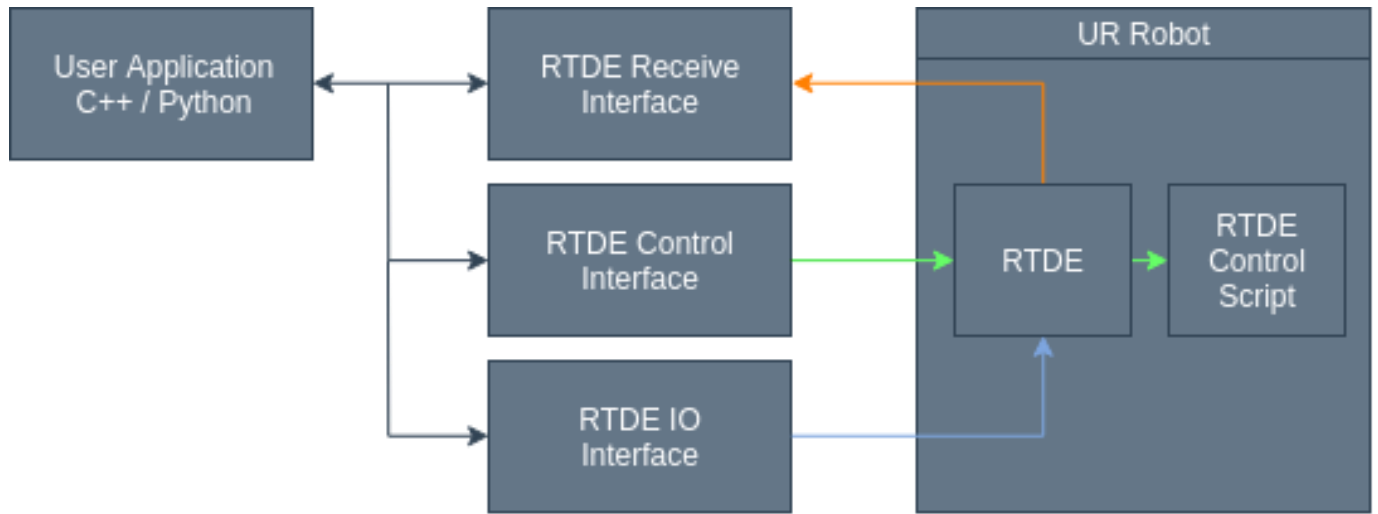 User Application
C++ / Python
RTDE Receive
Interface
RTDE Control
Interface
RTDE IO
Interface
UR Robot
RTDE
RTDE
Control
Script